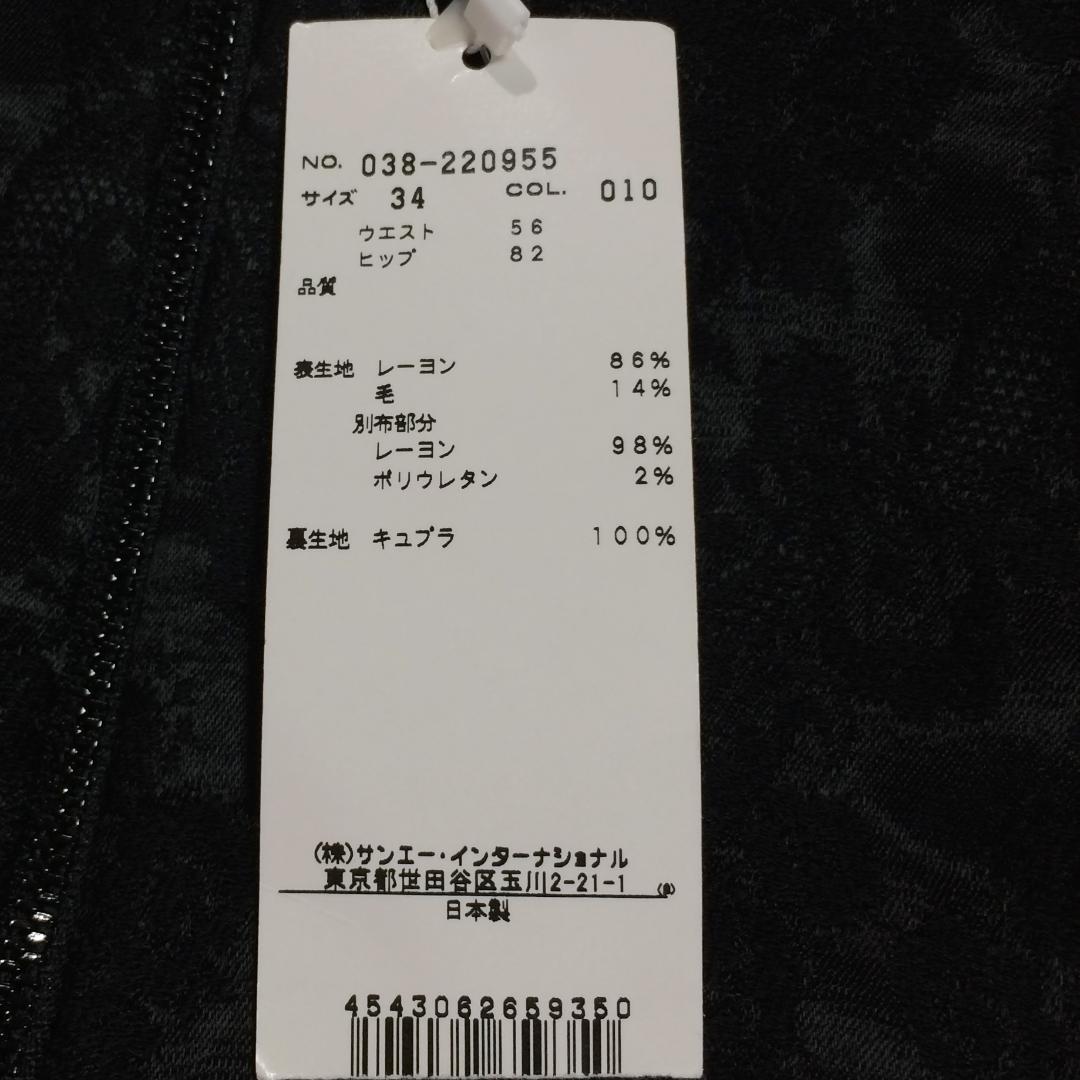 NO. 038-220955
サイズ 34 COL. 010
ウエスト 56
ヒップ 82
品質
表生地 レーヨン 86%
毛 14%
別布部分
レーヨン 98%
ポリウレタン 2%
裏生地 キュプラ 100%
(株)サンエー・インターナショナル
東京都世田谷区玉川2-21-1
日本製
4543062659350